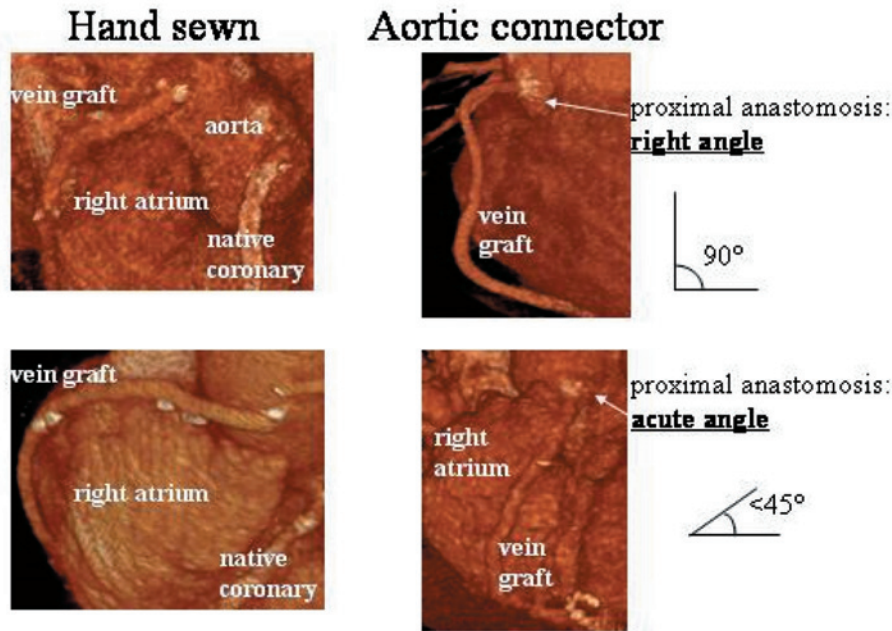 Hand sewn
Aortic connector
vein graft
aorta
right atrium
native
coronary
vein
graft
proximal anastomosis:
right angle
90°
vein graft
right atrium
native
coronary
right
atrium
vein
graft
proximal anastomosis:
acute angle
<45°